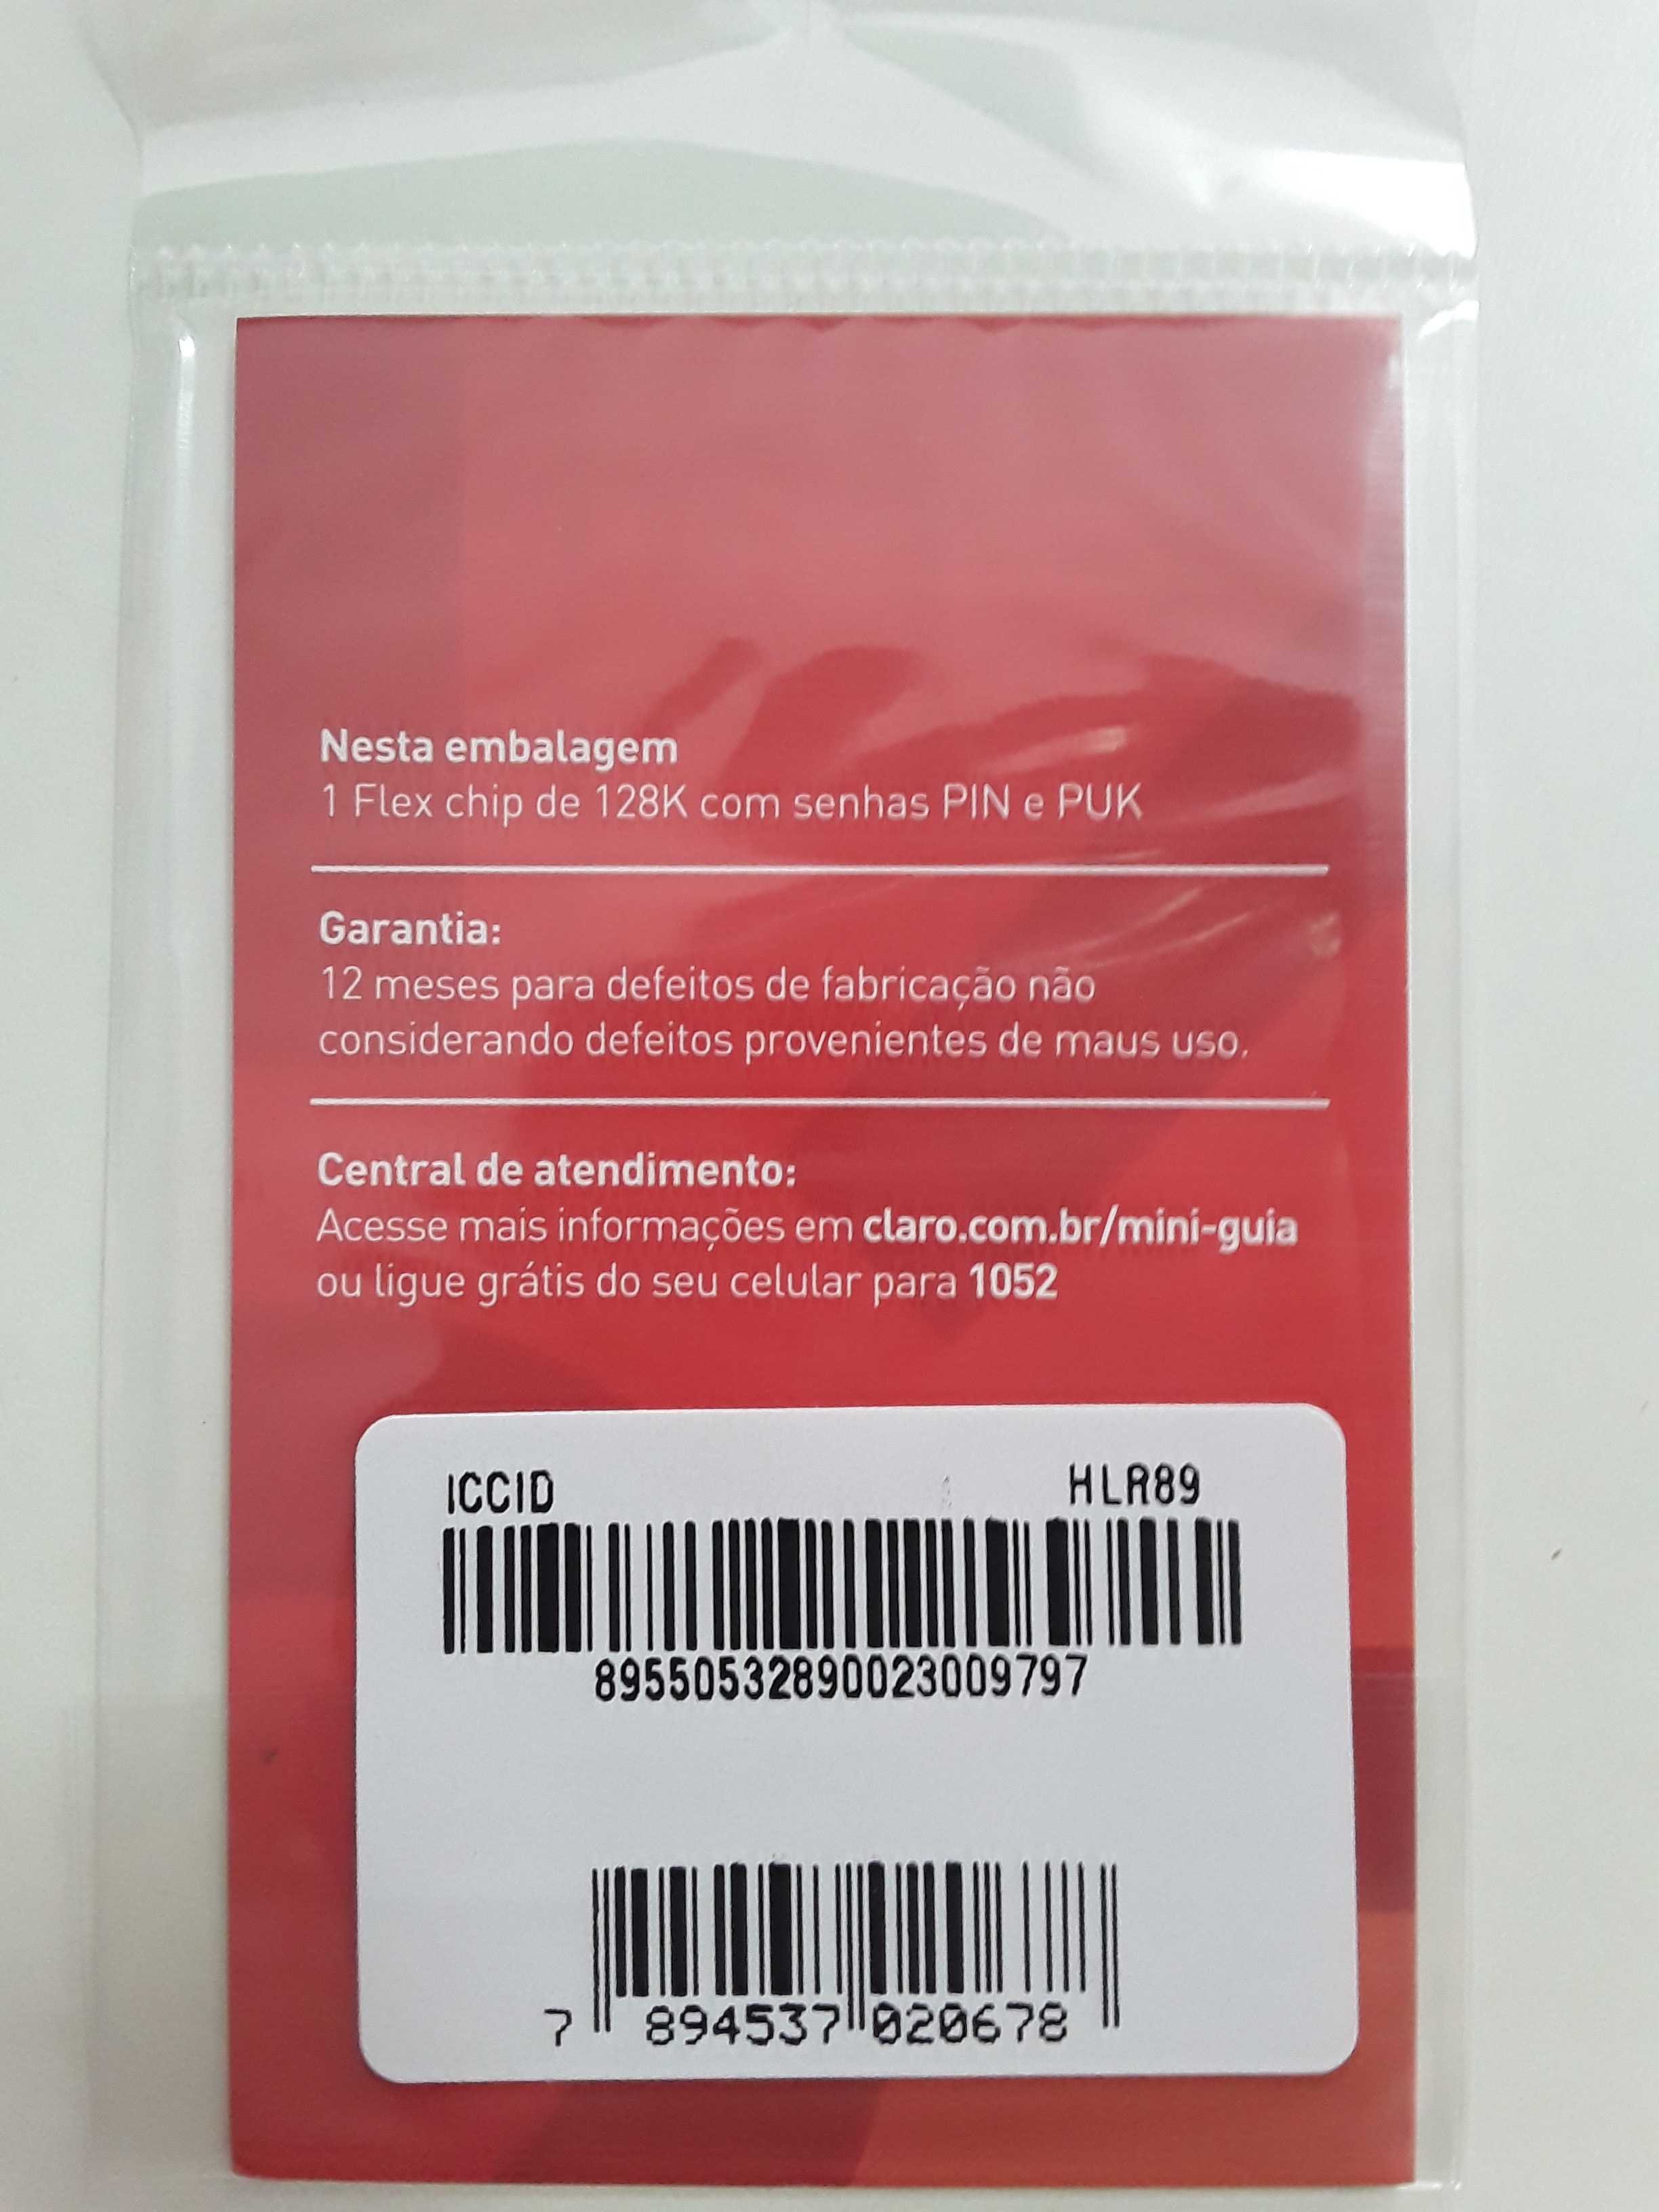 Nesta embalagem
1 Flex chip de 128K com senhas PIN e PUK
Garantia:
12 meses para defeitos de fabricação não
considerando defeitos provenientes de maus uso.
Central de atendimento:
Acesse mais informações em claro.com.br/mini-guia
ou ligue grátis do seu celular para 1052
ICCID HLR89
89550532890023009797
7 894537 020678